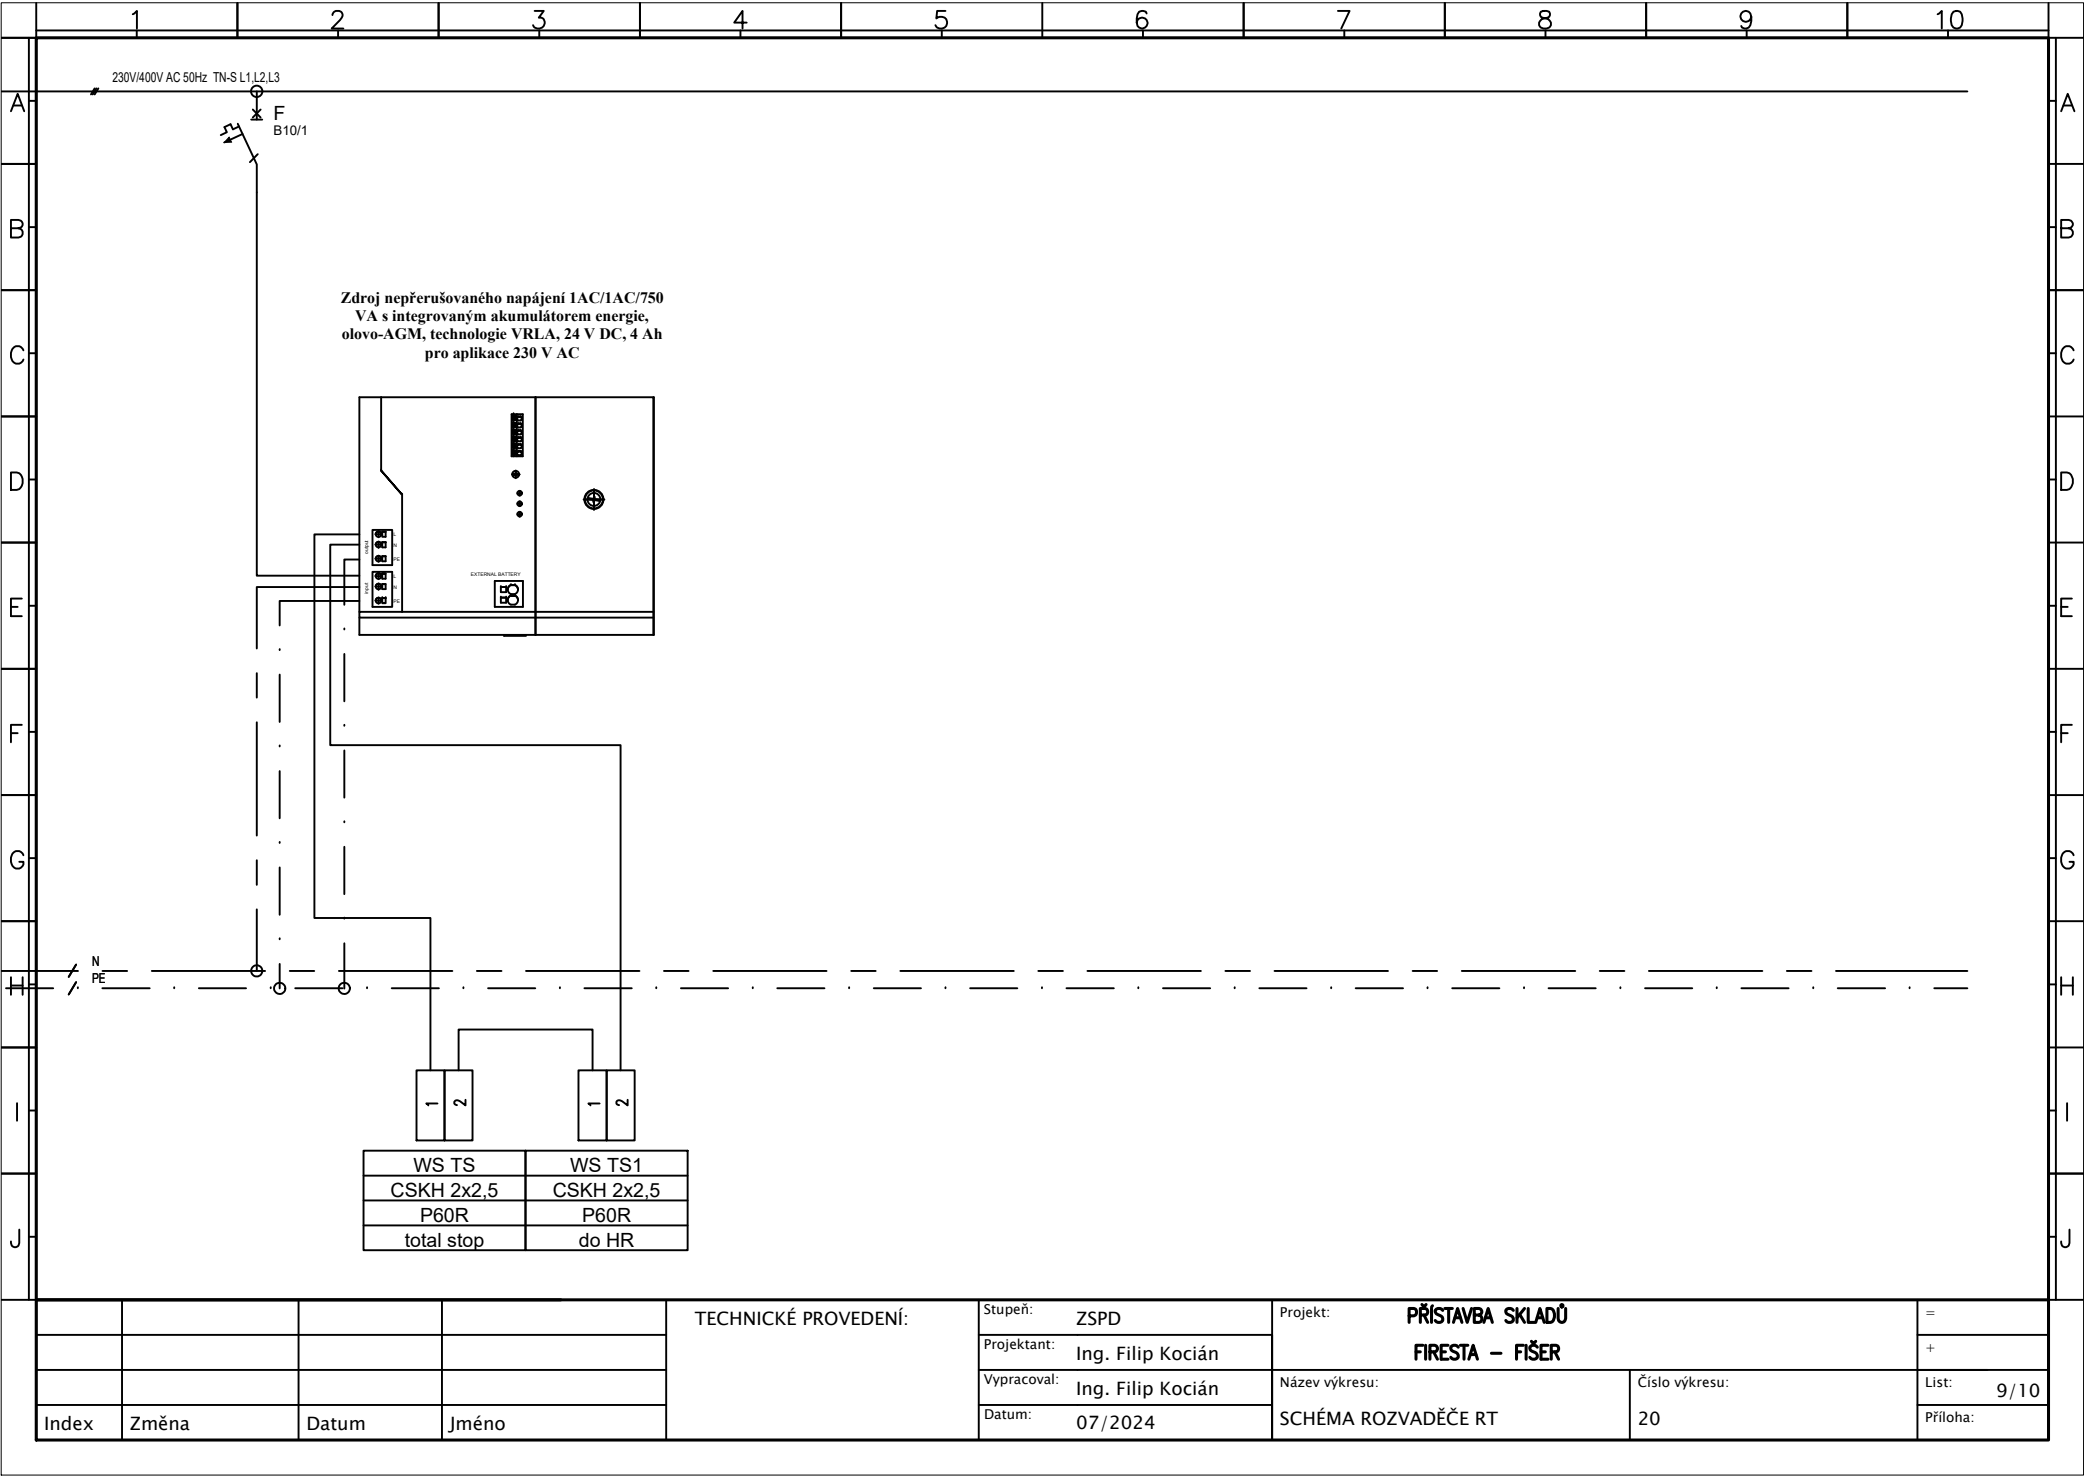 1 2 3 4 5 6 7 8 9 10
230V/400V AC 50Hz TN-S L1,L2,L3
A A
F
B10/1
B B
Zdroj nepřerušovaného napájení 1AC/1AC/750
VA s integrovaným akumulátorem energie,
olovo-AGM, technologie VRLA, 24 V DC, 4 Ah
pro aplikace 230 V AC
C C
D D
output
L
N
PE
input
L
N
PE
EXTERNAL BATTERY
E E
F F
G G
N
PE
H H
1 2 1 2
I I
WS TS WS TS1
CSKH 2x2,5 CSKH 2x2,5
P60R P60R
total stop do HR
J J
TECHNICKÉ PROVEDENÍ:
Stupeň: ZSPD
Projektant: Ing. Filip Kocián
Vypracoval: Ing. Filip Kocián
Datum: 07/2024
Projekt: PŘÍSTAVBA SKLADŮ
FIRESTA – FIŠER
Název výkresu:
SCHÉMA ROZVADĚČE RT
Číslo výkresu:
20
=
+
List: 9/10
Příloha:
Index Změna Datum Jméno